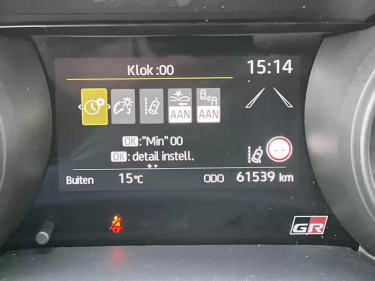 Klok :00 15:14
AAN AAN
OK :"Min" 00
OK : detail instell.
Buiten 15°C ODO 61539 km
GR